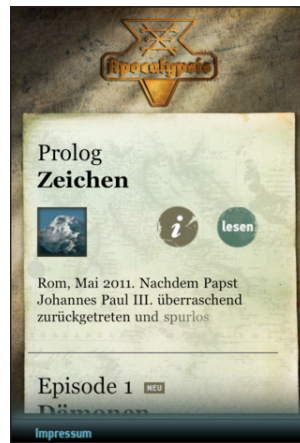 Apocalypsis
Prolog
Zeichen
i
lesen
Rom, Mai 2011. Nachdem Papst
Johannes Paul III. überraschend
zurückgetreten und spurlos
Episode 1 NEU
Dämonen
Impressum